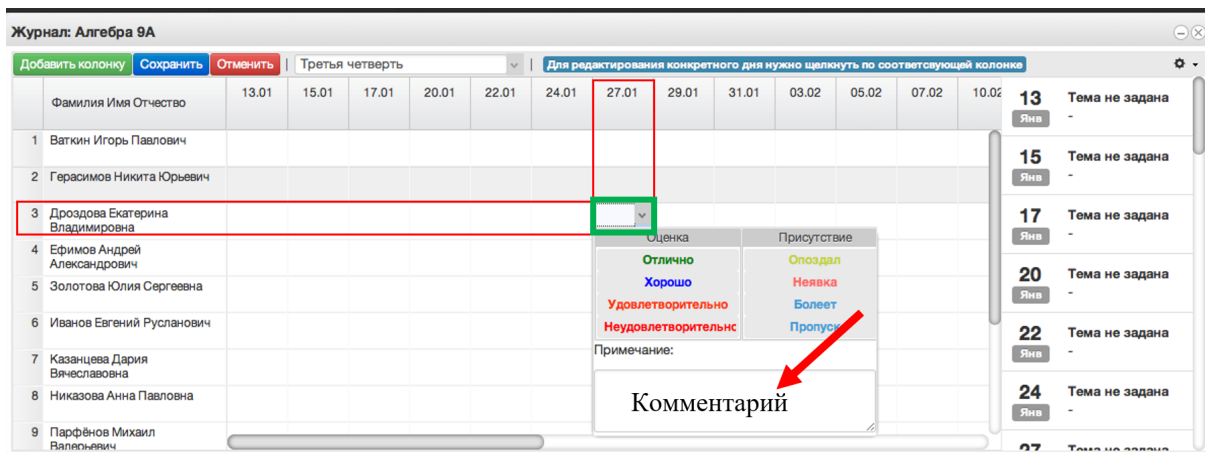 Журнал: Алгебра 9А
Добавить колонку Сохранить Отменить | Третья четверть | Для редактирования конкретного дня нужно щелкнуть по соответсвующей колонке
Фамилия Имя Отчество 13.01 15.01 17.01 20.01 22.01 24.01 27.01 29.01 31.01 03.02 05.02 07.02 10.02
1 Ваткин Игорь Павлович
2 Герасимов Никита Юрьевич
3 Дроздова Екатерина
Владимировна
4 Ефимов Андрей
Александрович
5 Золотова Юлия Сергеевна
6 Иванов Евгений Русланович
7 Казанцева Дария
Вячеславовна
8 Никазова Анна Павловна
9 Парфёнов Михаил
Валерьевич
Оценка Присутствие
Отлично Опоздал
Хорошо Неявка
Удовлетворительно Болеет
Неудовлетворительно Пропуск
Примечание:
Комментарий
13 Тема не задана
Янв -
15 Тема не задана
Янв -
17 Тема не задана
Янв -
20 Тема не задана
Янв -
22 Тема не задана
Янв -
24 Тема не задана
Янв -
27 Тема не задана